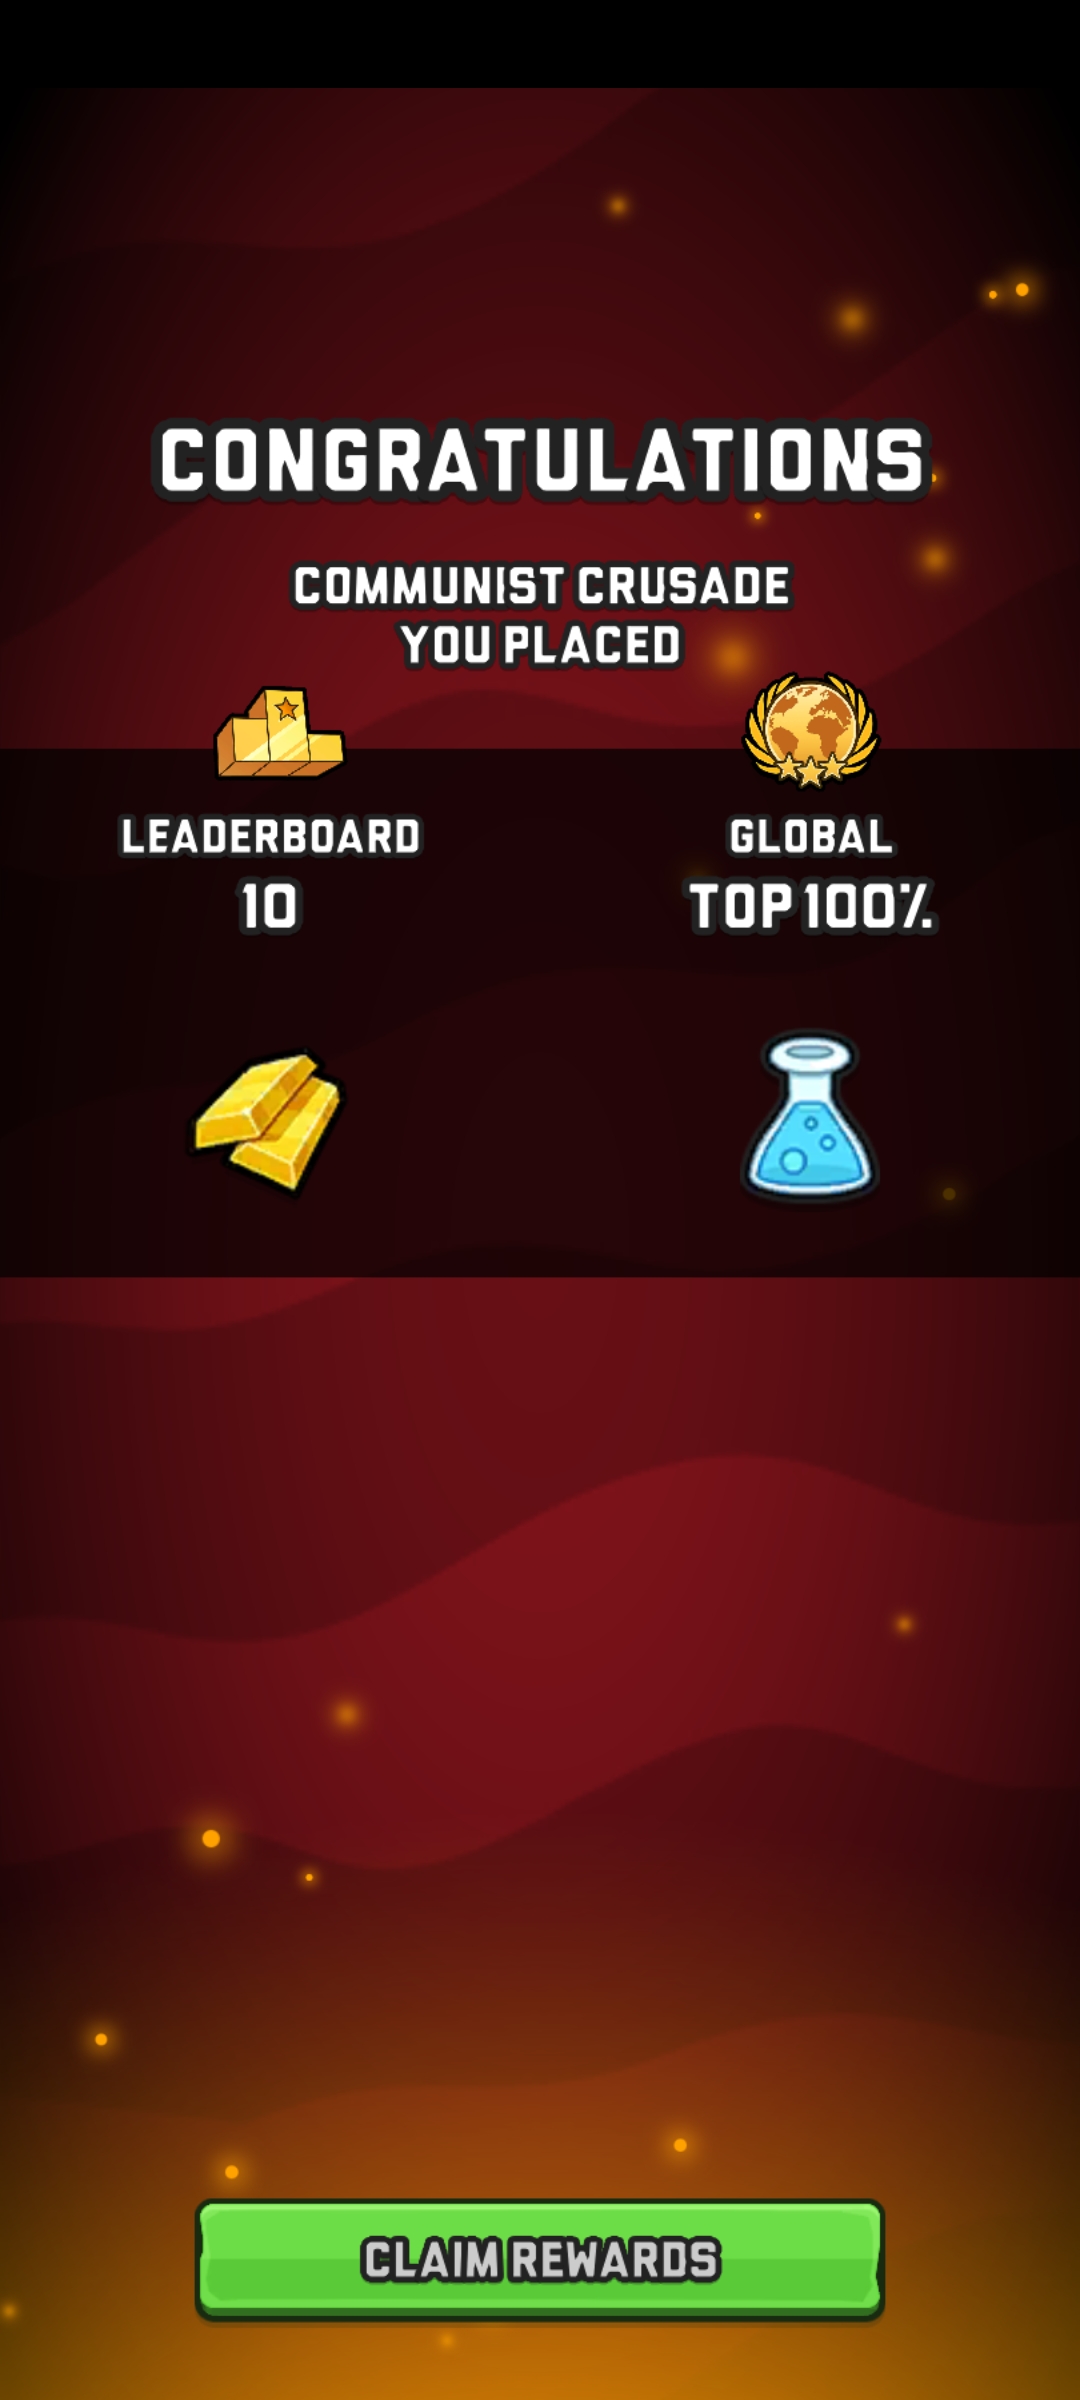 CONGRATULATIONS
COMMUNIST CRUSADE
YOU PLACED
LEADERBOARD
10
GLOBAL
TOP 100%
CLAIM REWARDS